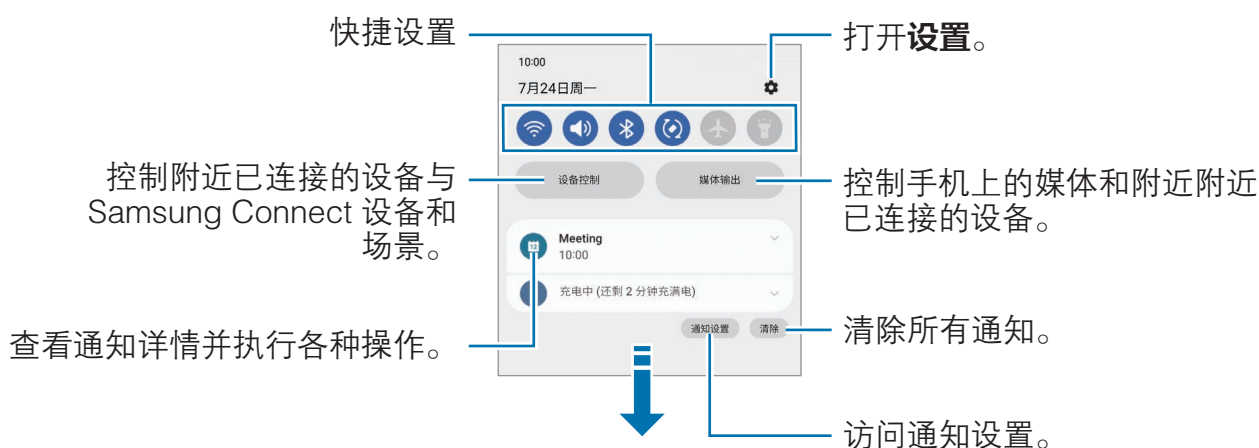 快捷设置
打开设置。
10:00
7月24日周一
控制附近已连接的设备与
Samsung Connect 设备和
场景。
设备控制
媒体输出
控制手机上的媒体和附近附近
已连接的设备。
12
Meeting
10:00
充电中 (还剩 2 分钟充满电)
查看通知详情并执行各种操作。
通知设置
清除
清除所有通知。
访问通知设置。